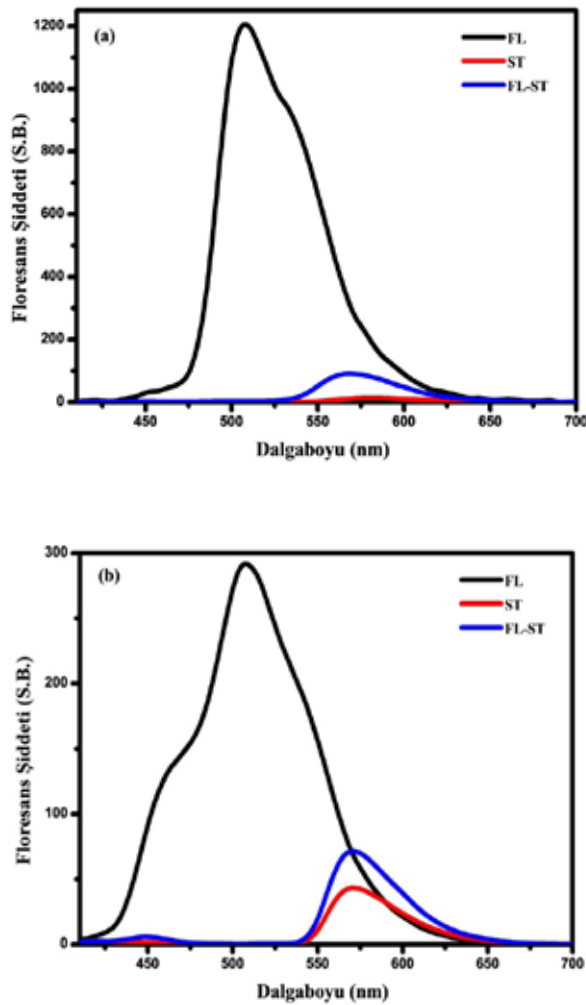 (a)
FL
ST
FL-ST
1200
1000
800
600
400
200
0
450 500 550 600 650 700
Floresans Şiddeti (S.B.)
Dalgaboyu (nm)
(b)
FL
ST
FL-ST
300
200
100
0
450 500 550 600 650 700
Floresans Şiddeti (S.B.)
Dalgaboyu (nm)